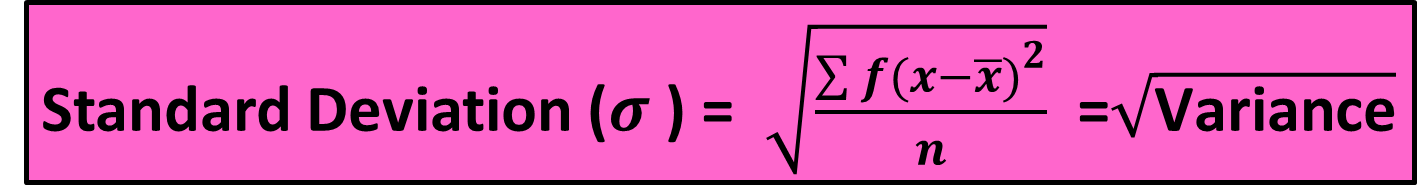 Standard Deviation (σ ) = √(∑ f(x−x̅)²/n) =√Variance